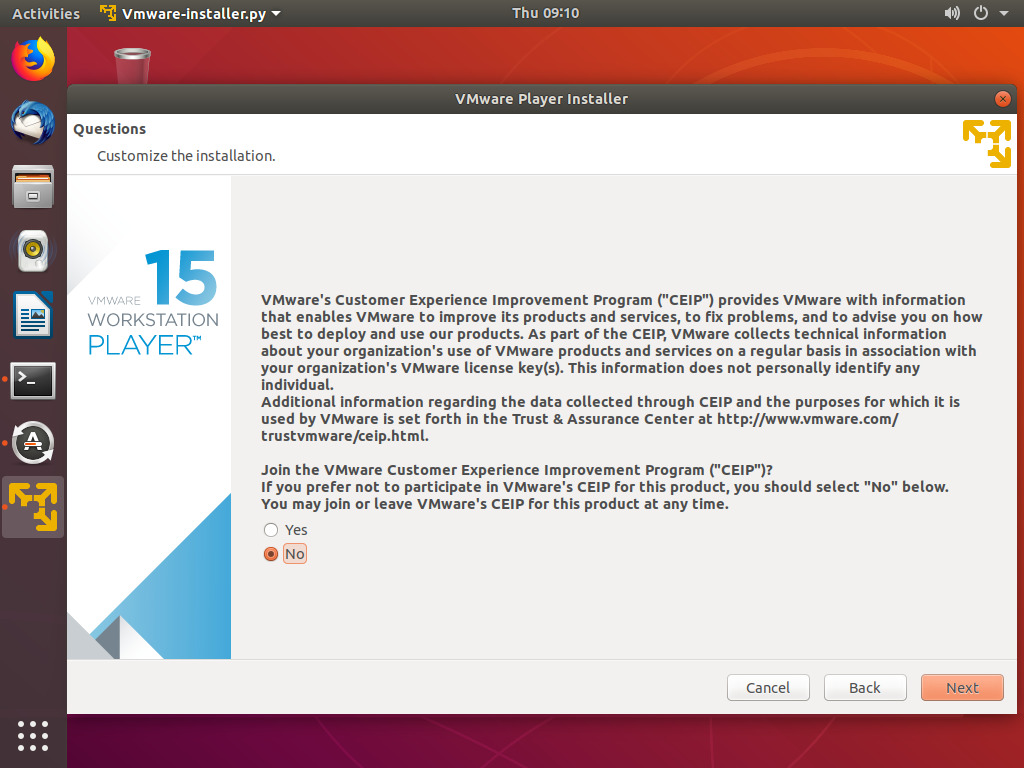 Activities
Vmware-installer.py
Thu 09:10
VMware Player Installer
Questions
Customize the installation.
15
VMWARE
WORKSTATION
PLAYER™
VMware's Customer Experience Improvement Program ("CEIP") provides VMware with information
that enables VMware to improve its products and services, to fix problems, and to advise you on how
best to deploy and use our products. As part of the CEIP, VMware collects technical information
about your organization's use of VMware products and services on a regular basis in association with
your organization's VMware license key(s). This information does not personally identify any
individual.
Additional information regarding the data collected through CEIP and the purposes for which it is
used by VMware is set forth in the Trust & Assurance Center at http://www.vmware.com/
trustvmware/ceip.html.
Join the VMware Customer Experience Improvement Program ("CEIP")?
If you prefer not to participate in VMware's CEIP for this product, you should select "No" below.
You may join or leave VMware's CEIP for this product at any time.
Yes
No
Cancel
Back
Next